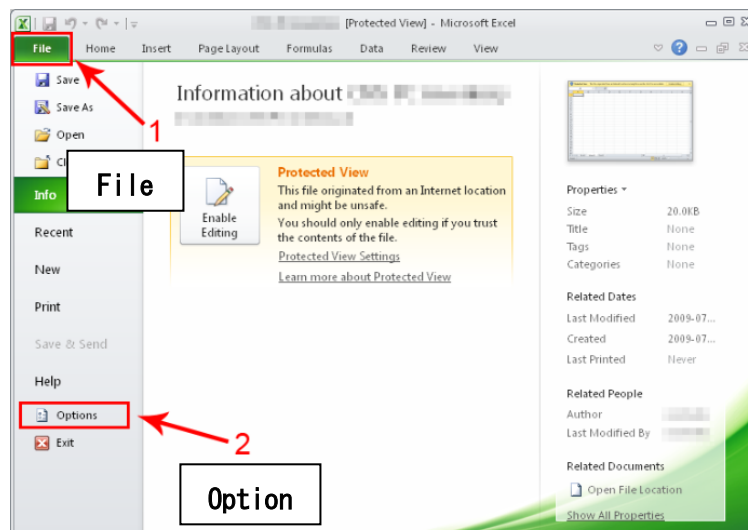 [Protected View] - Microsoft Excel
File Home Insert Page Layout Formulas Data Review View
Save
Save As
Open
File
Info
Recent
New
Print
Save & Send
Help
Options
Exit
1
2
Option
Information about
Enable
Editing
Protected View
This file originated from an Internet location
and might be unsafe.
You should only enable editing if you trust
the contents of the file.
Protected View Settings
Learn more about Protected View
Properties
Size 20.0KB
Title None
Tags None
Categories None
Related Dates
Last Modified 2009-07...
Created 2009-07...
Last Printed Never
Related People
Author
Last Modified By
Related Documents
Open File Location
Show All Properties